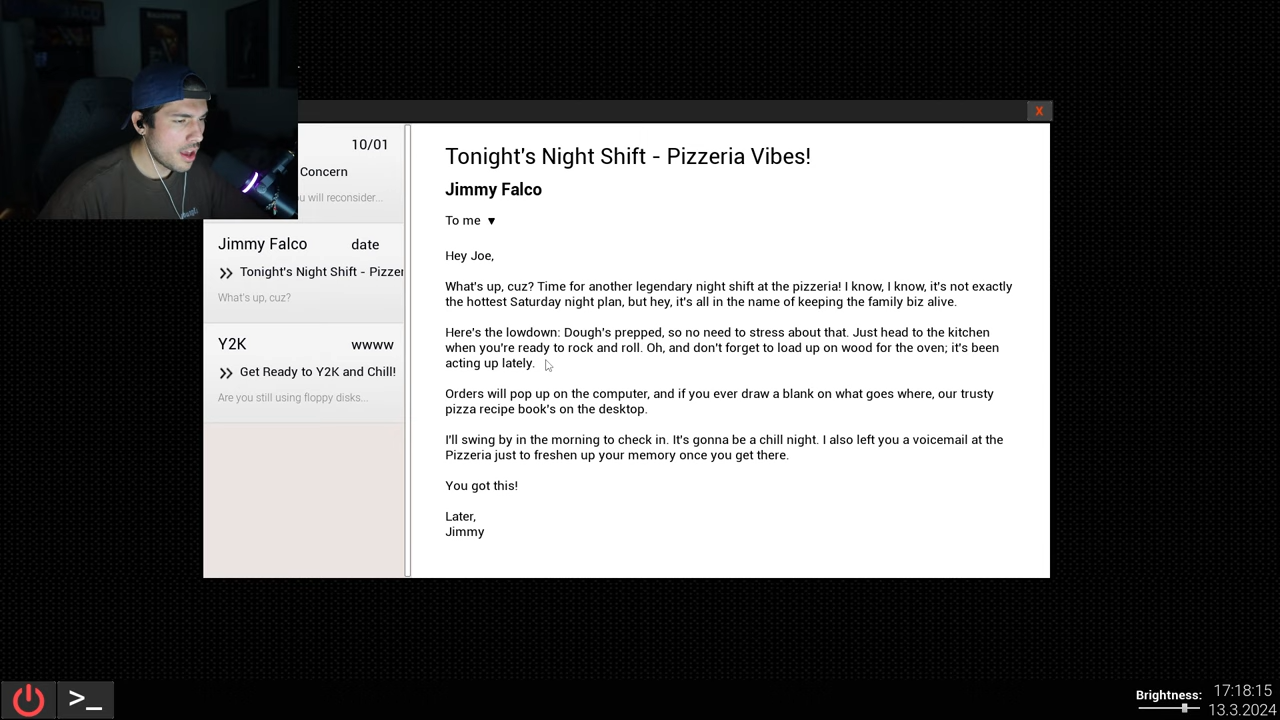 X
10/01
Concern
u will reconsider...
Jimmy Falco date
Tonight's Night Shift - Pizzer
What's up, cuz?
Y2K wwww
Get Ready to Y2K and Chill!
Are you still using floppy disks...
Tonight's Night Shift - Pizzeria Vibes!
Jimmy Falco
To me ▼
Hey Joe,
What's up, cuz? Time for another legendary night shift at the pizzeria! I know, I know, it's not exactly
the hottest Saturday night plan, but hey, it's all in the name of keeping the family biz alive.
Here's the lowdown: Dough's prepped, so no need to stress about that. Just head to the kitchen
when you're ready to rock and roll. Oh, and don't forget to load up on wood for the oven; it's been
acting up lately.
Orders will pop up on the computer, and if you ever draw a blank on what goes where, our trusty
pizza recipe book's on the desktop.
I'll swing by in the morning to check in. It's gonna be a chill night. I also left you a voicemail at the
Pizzeria just to freshen up your memory once you get there.
You got this!
Later,
Jimmy
>_
Brightness:
17:18:15
13.3.2024